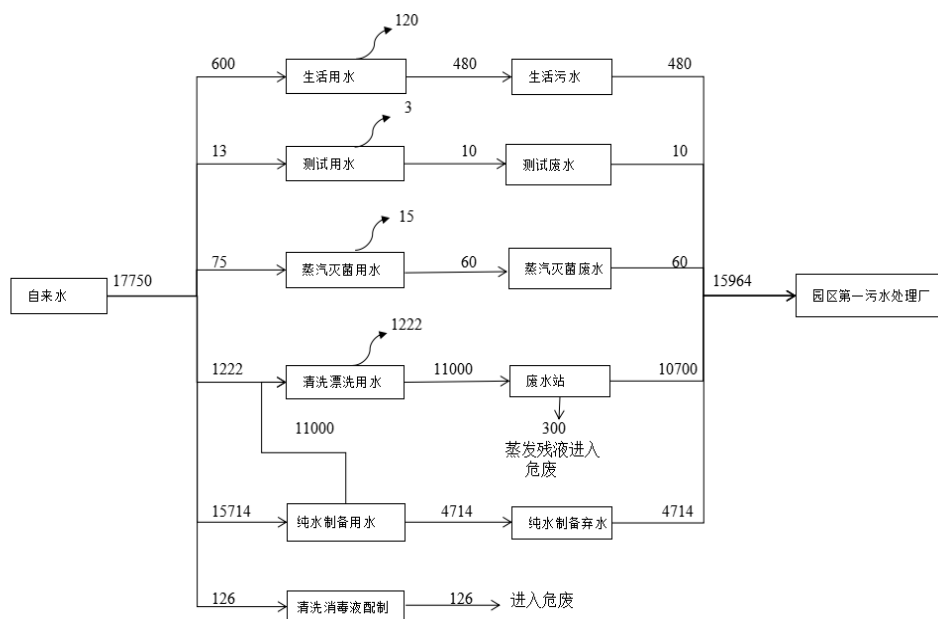 120
600
生活用水
480
生活污水
480
3
13
测试用水
10
测试废水
10
15
75
蒸汽灭菌用水
60
蒸汽灭菌废水
60
自来水
17750
15964
园区第一污水处理厂
1222
1222
清洗漂洗用水
11000
废水站
10700
11000
300
蒸发残液进入
危废
15714
纯水制备用水
4714
纯水制备弃水
4714
126
清洗消毒液配制
126
进入危废